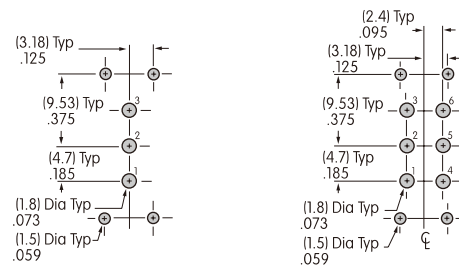 (3.18) Typ
.125
(9.53) Typ
.375
(4.7) Typ
.185
(1.8) Dia Typ
.073
(1.5) Dia Typ
.059
3
2
1
(2.4) Typ
.095
(3.18) Typ
.125
(9.53) Typ
.375
(4.7) Typ
.185
(1.8) Dia Typ
.073
(1.5) Dia Typ
.059
3 6
2 5
1 4
℄